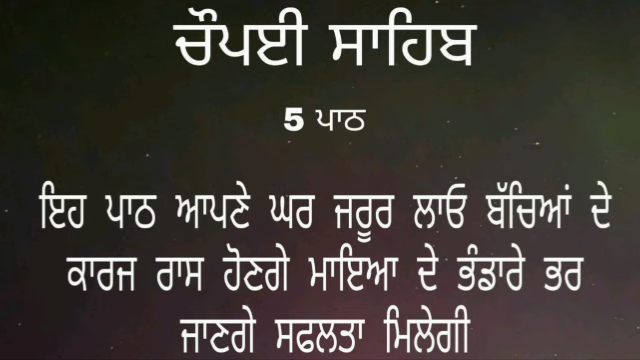 ਚੌਪਈ ਸਾਹਿਬ
5 ਪਾਠ
ਇਹ ਪਾਠ ਆਪਣੇ ਘਰ ਜਰੂਰ ਲਾਓ ਬੱਚਿਆਂ ਦੇ
ਕਾਰਜ ਰਾਸ ਹੋਣਗੇ ਮਾਇਆ ਦੇ ਭੰਡਾਰੇ ਭਰ
ਜਾਣਗੇ ਸਫਲਤਾ ਮਿਲੇਗੀ